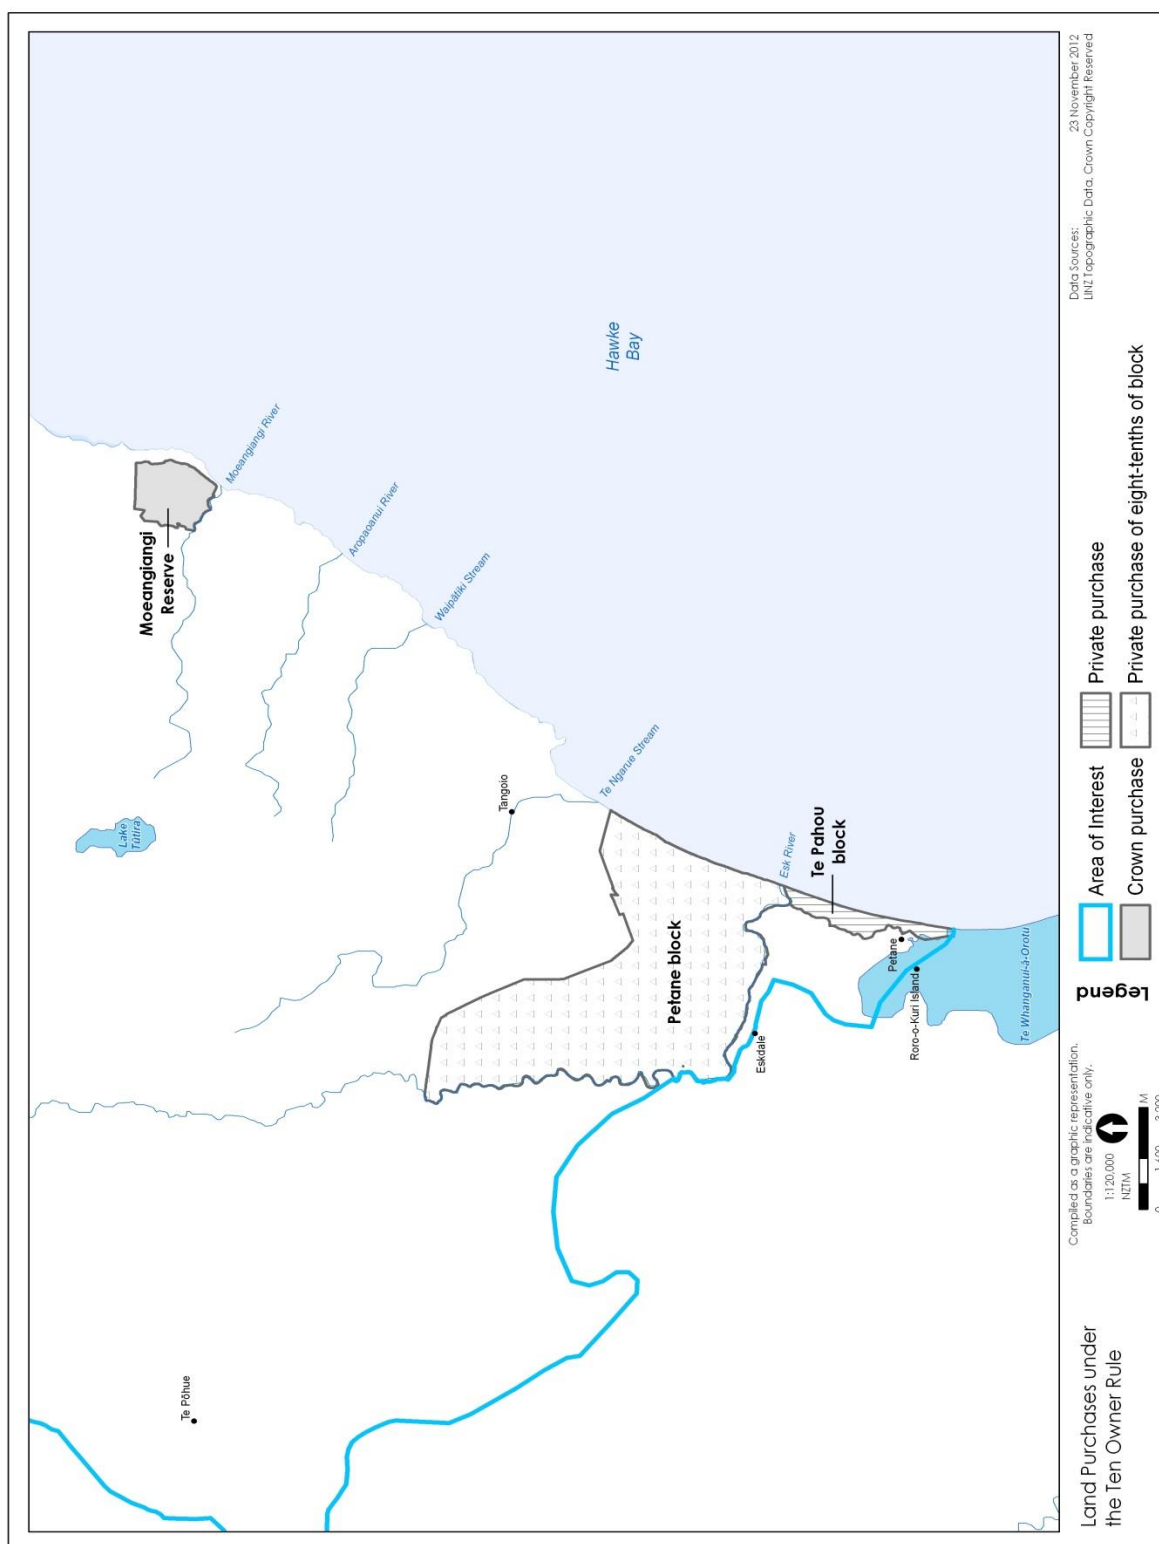 Te Pōhue
Lake
Tūtira
Moeangiangi
Reserve
Moeangiangi River
Aropaoanui River
Waipātiki Stream
Tangoio
Te Ngarue Stream
Hawke
Bay
Petane block
Esk River
Te Pahou
block
Eskdale
Petane
Roro-o-Kuri Island
Te Whanganui-ā-Orotu
Land Purchases under
the Ten Owner Rule
Compiled as a graphic representation.
Boundaries are indicative only.
1:120,000
NZTM
M
Legend
Area of Interest
Crown purchase
Private purchase
Private purchase of eight-tenths of block
Data Sources: 23 November 2012
LINZ Topographic Data, Crown Copyright Reserved